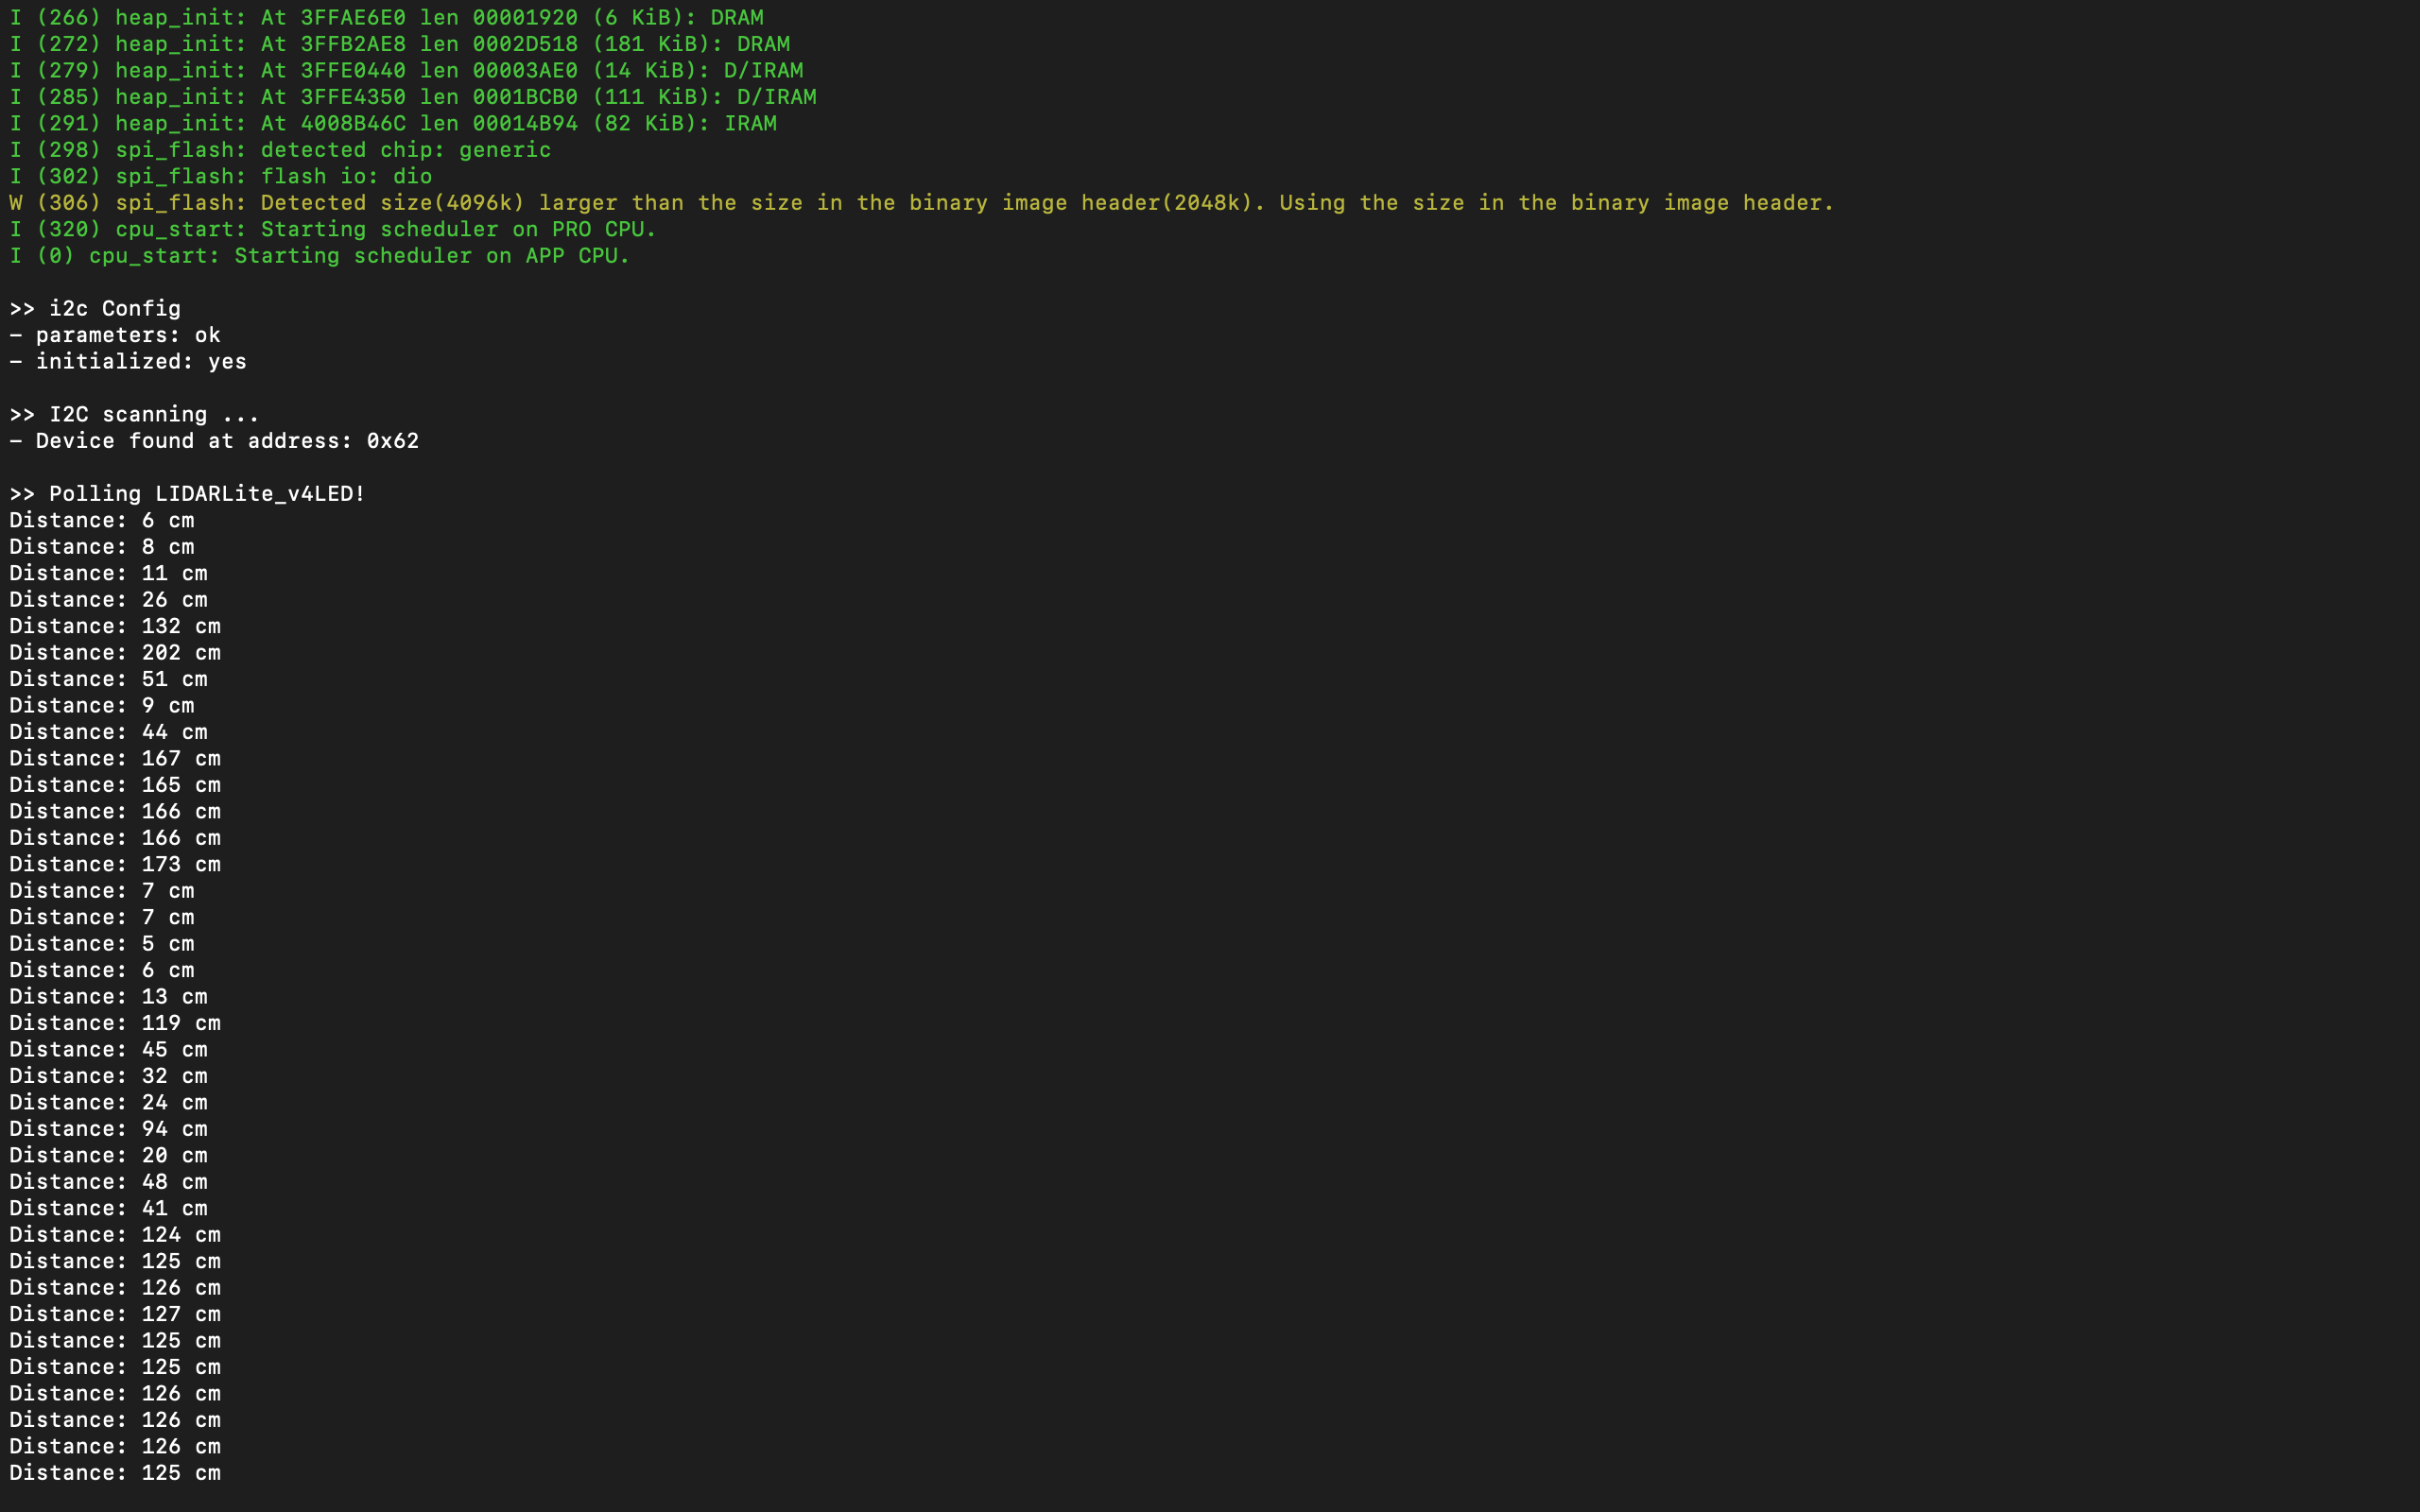 I (266) heap_init: At 3FFAE6E0 len 00001920 (6 KiB): DRAM
I (272) heap_init: At 3FFB2AE8 len 0002D518 (181 KiB): DRAM
I (279) heap_init: At 3FFE0440 len 00003AE0 (14 KiB): D/IRAM
I (285) heap_init: At 3FFE4350 len 0001BCB0 (111 KiB): D/IRAM
I (291) heap_init: At 4008B46C len 00014B94 (82 KiB): IRAM
I (298) spi_flash: detected chip: generic
I (302) spi_flash: flash io: dio
W (306) spi_flash: Detected size(4096k) larger than the size in the binary image header(2048k). Using the size in the binary image header.
I (320) cpu_start: Starting scheduler on PRO CPU.
I (0) cpu_start: Starting scheduler on APP CPU.
>> i2c Config
- parameters: ok
- initialized: yes
>> I2C scanning ...
- Device found at address: 0x62
>> Polling LIDARLite_v4LED!
Distance: 6 cm
Distance: 8 cm
Distance: 11 cm
Distance: 26 cm
Distance: 132 cm
Distance: 202 cm
Distance: 51 cm
Distance: 9 cm
Distance: 44 cm
Distance: 167 cm
Distance: 165 cm
Distance: 166 cm
Distance: 166 cm
Distance: 173 cm
Distance: 7 cm
Distance: 7 cm
Distance: 5 cm
Distance: 6 cm
Distance: 13 cm
Distance: 119 cm
Distance: 45 cm
Distance: 32 cm
Distance: 24 cm
Distance: 94 cm
Distance: 20 cm
Distance: 48 cm
Distance: 41 cm
Distance: 124 cm
Distance: 125 cm
Distance: 126 cm
Distance: 127 cm
Distance: 125 cm
Distance: 125 cm
Distance: 126 cm
Distance: 126 cm
Distance: 126 cm
Distance: 125 cm